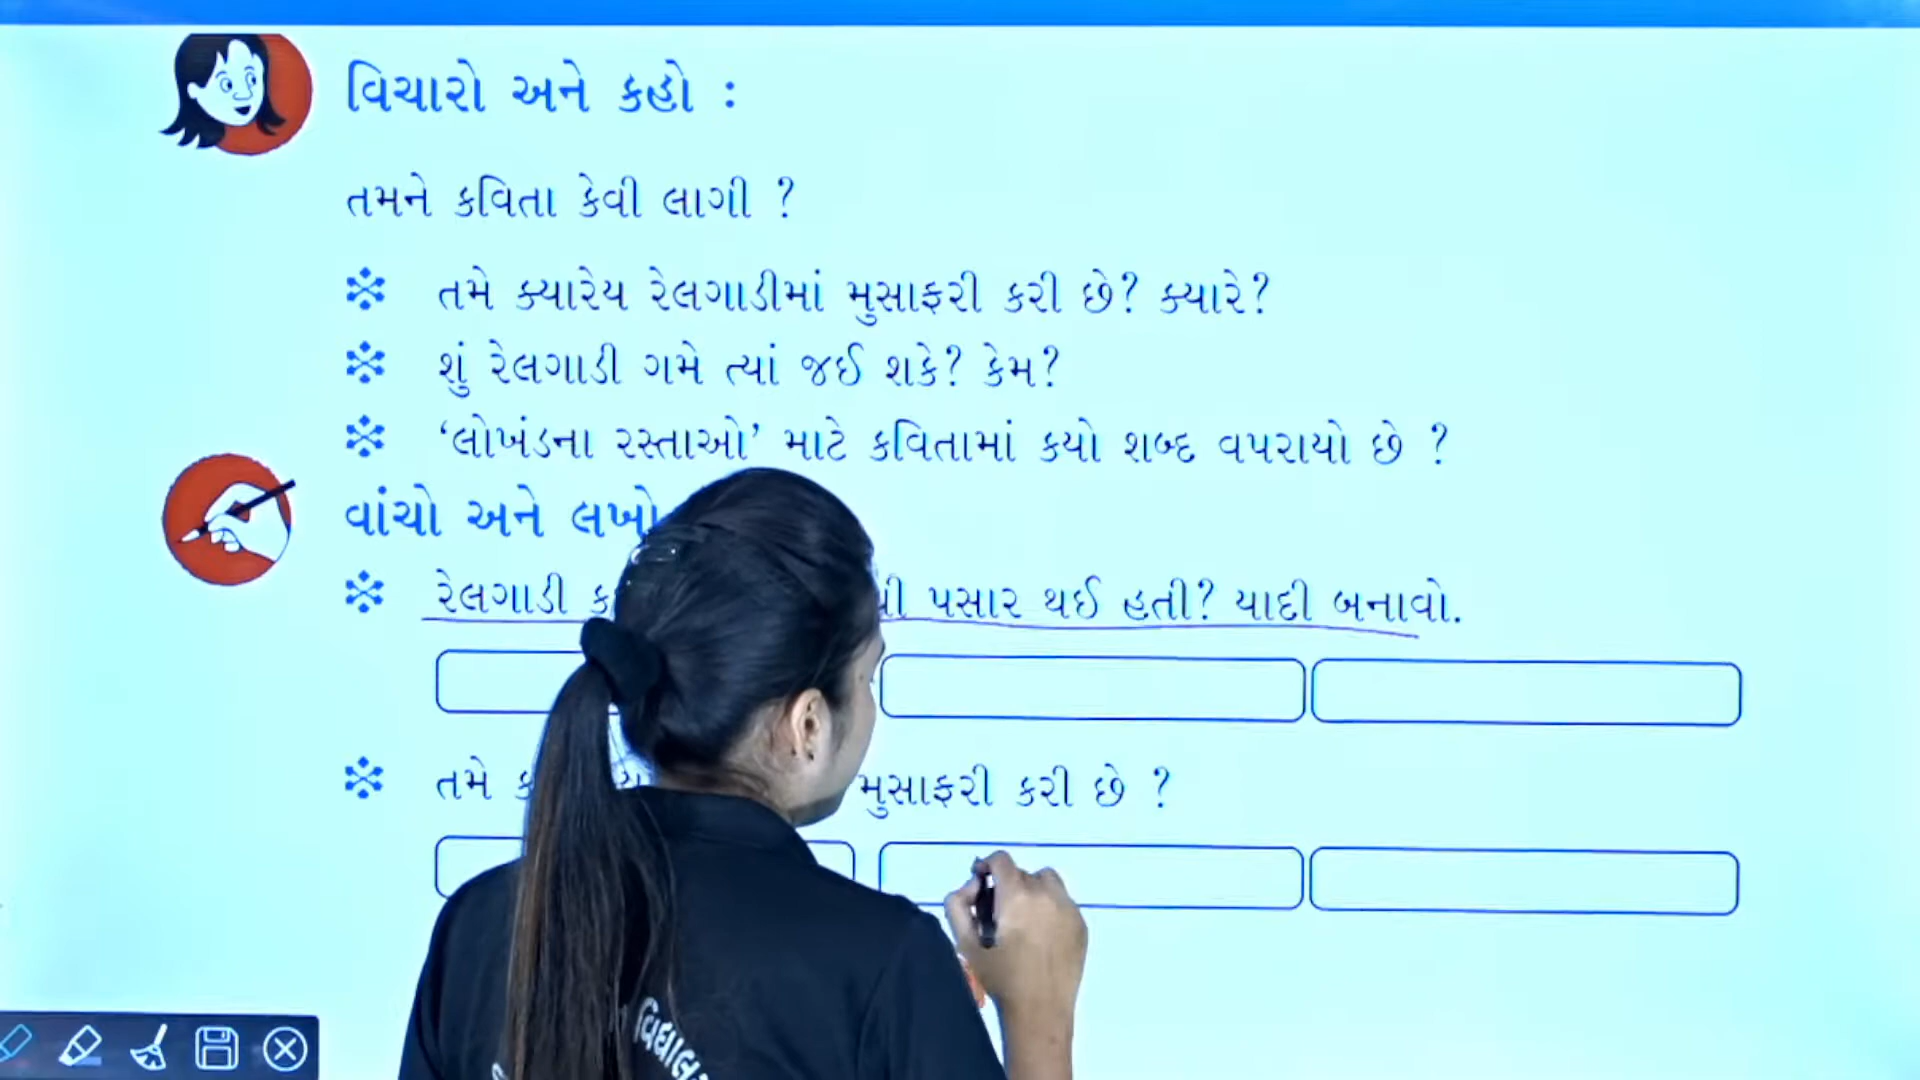 વિચારો અને કહો :
તમને કવિતા કેવી લાગી ?
તમે ક્યારેય રેલગાડીમાં મુસાફરી કરી છે? ક્યારે?
શું રેલગાડી ગમે ત્યાં જઈ શકે? કેમ?
‘લોખંડના રસ્તાઓ’ માટે કવિતામાં કયો શબ્દ વપરાયો છે ?
વાંચો અને લખો
રેલગાડી પસાર થઈ હતી? યાદી બનાવો.
તમે મુસાફરી કરી છે ?